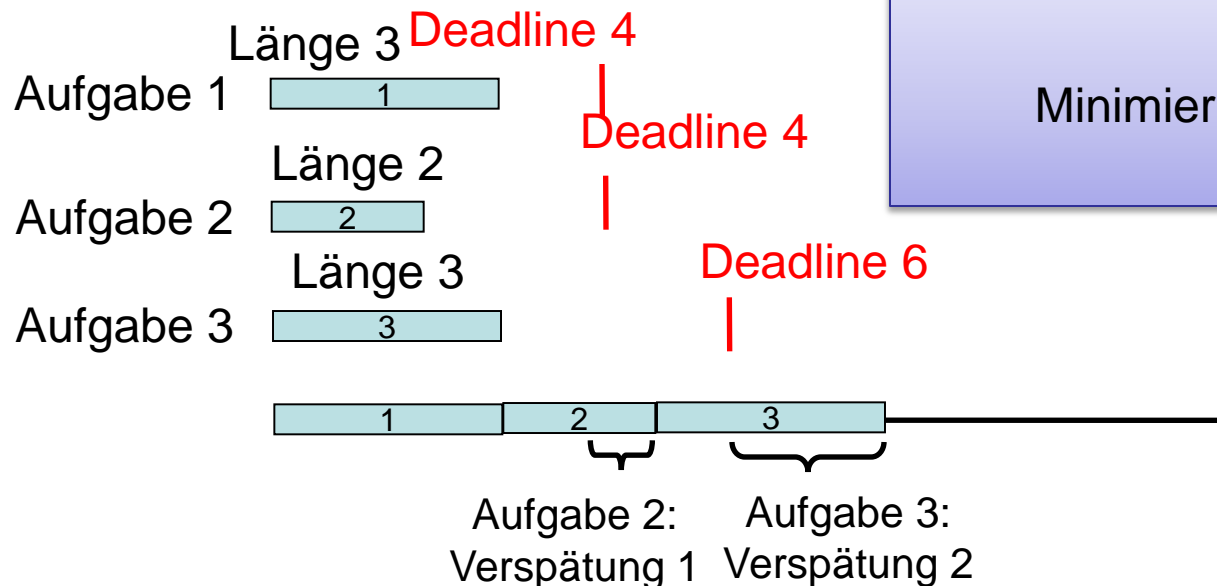 Länge 3
Deadline 4
Aufgabe 1
1
Minimier
Deadline 4
Länge 2
Aufgabe 2
2
Länge 3
Deadline 6
Aufgabe 3
3
1
2
3
Aufgabe 2:
Verspätung 1
Aufgabe 3:
Verspätung 2